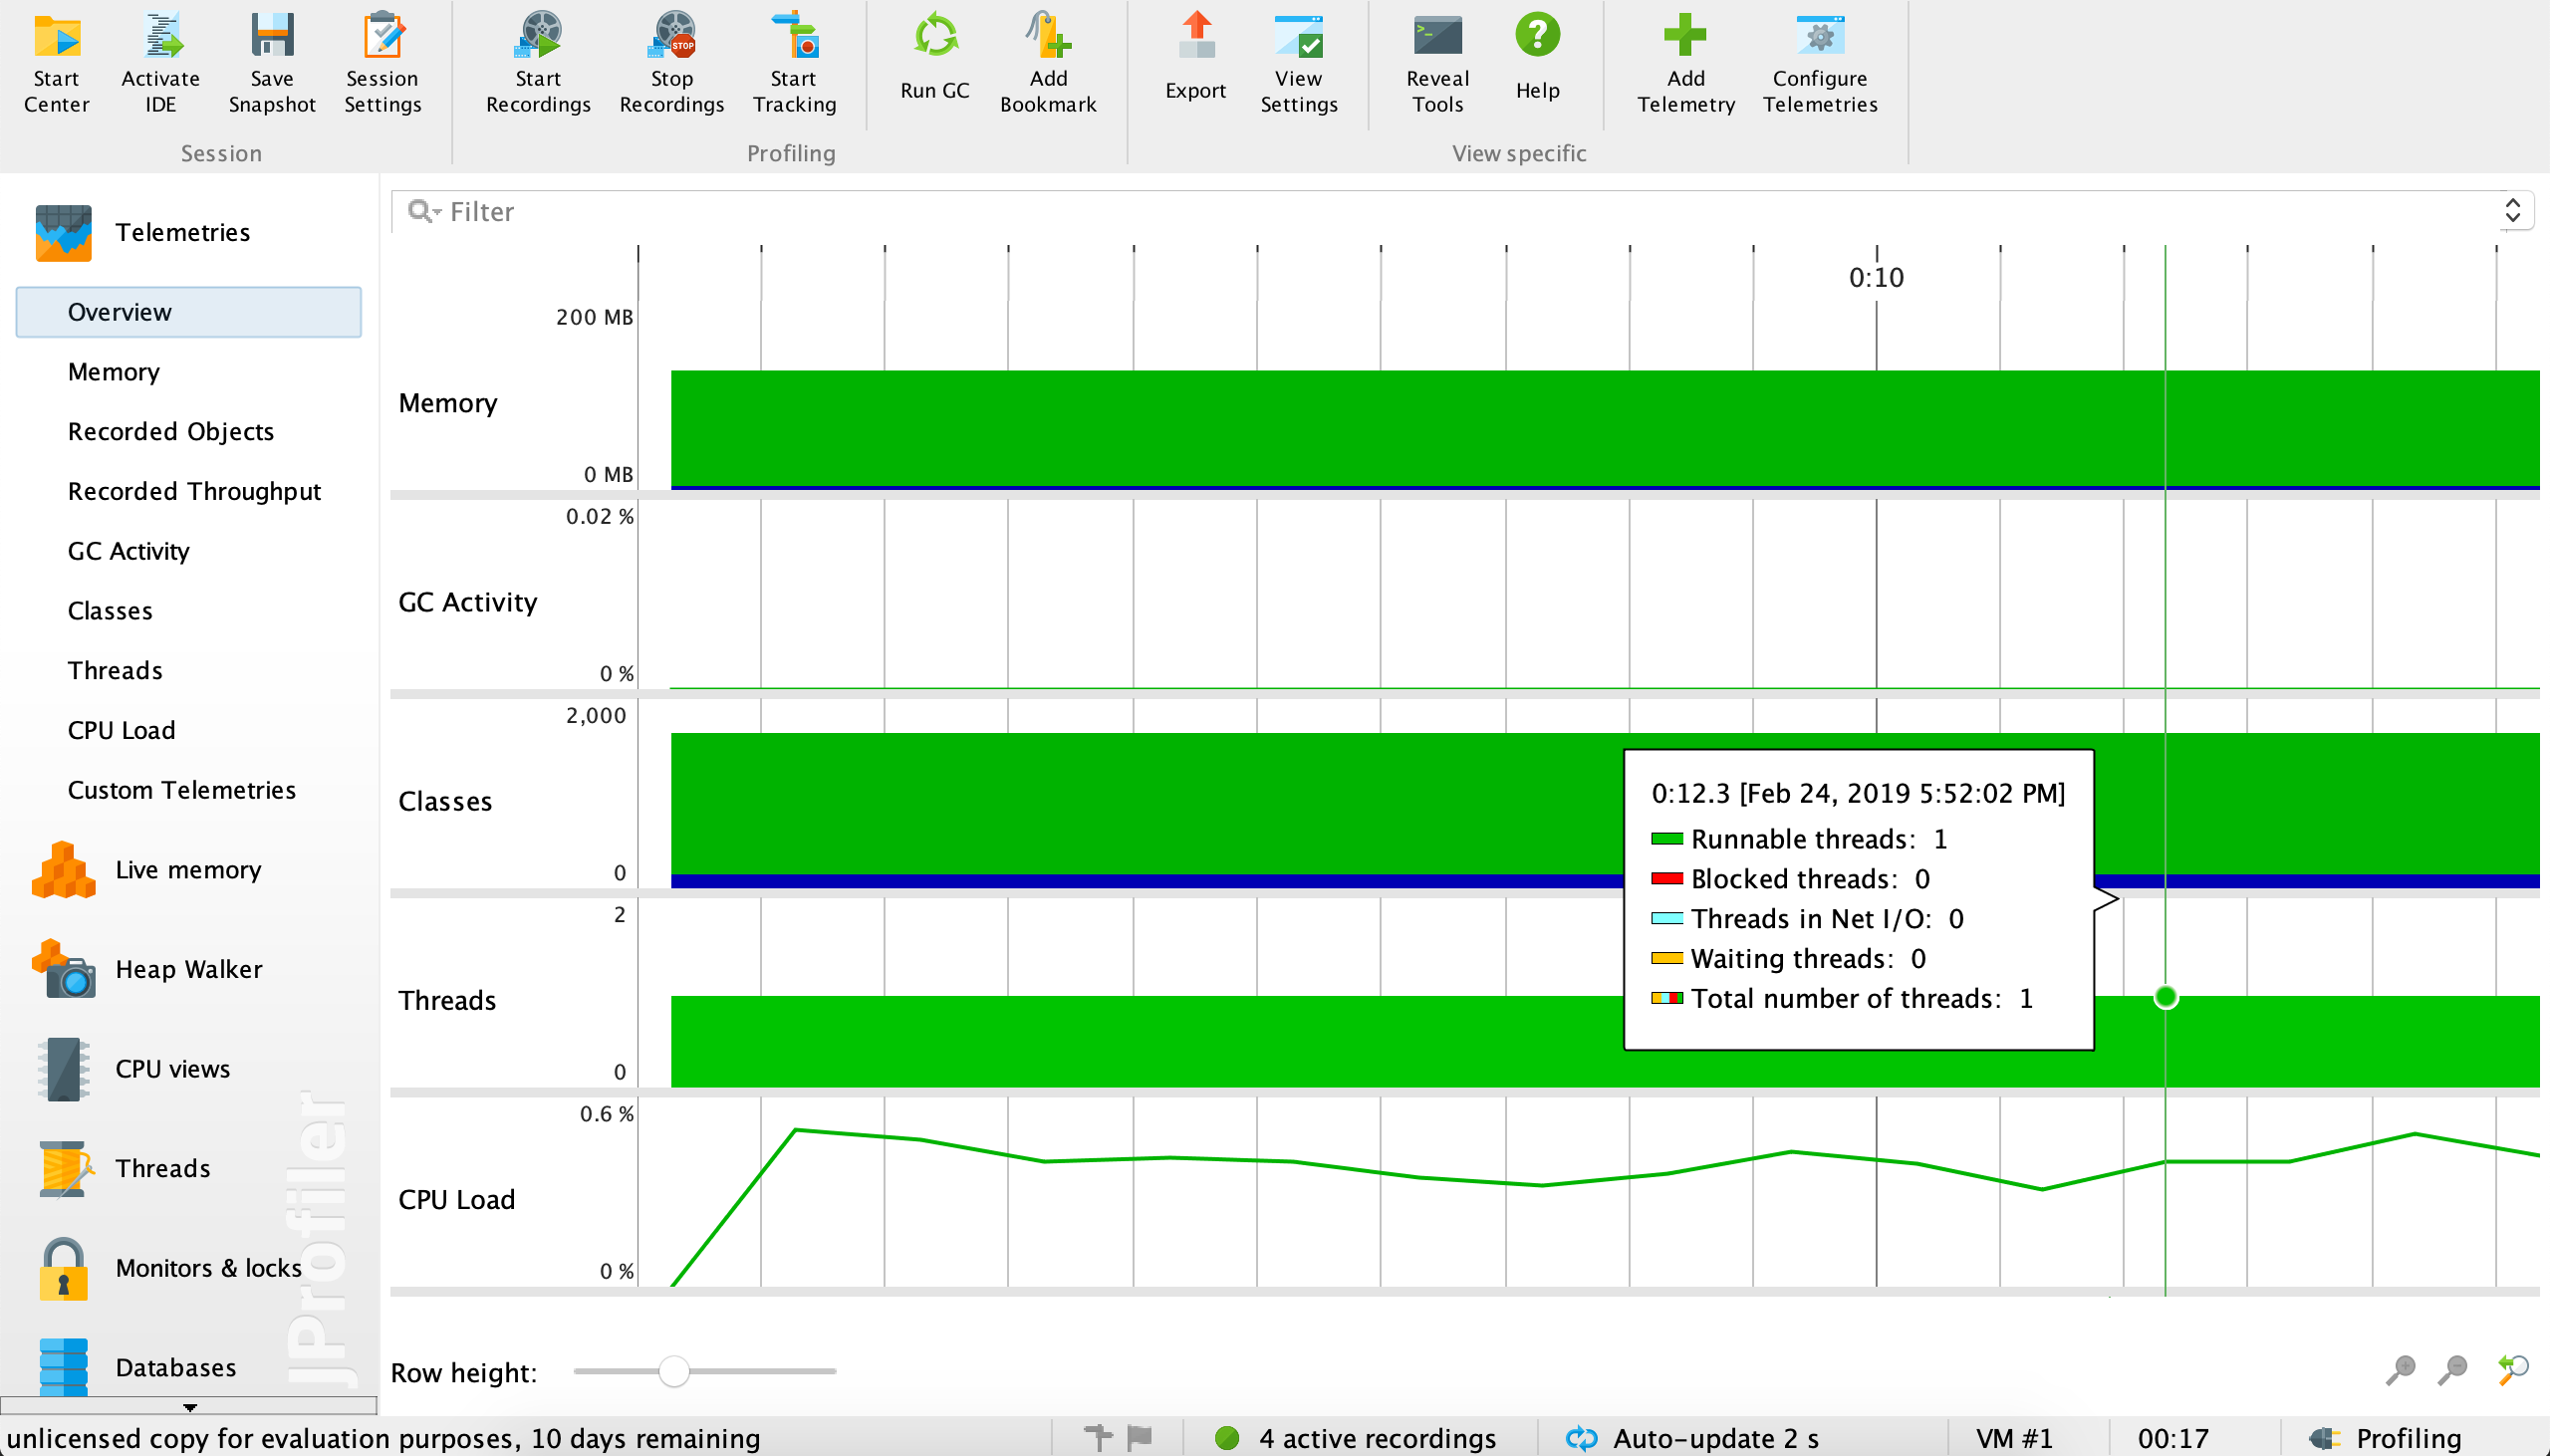 Start Center
Activate IDE
Save Snapshot
Session Settings
Start Recordings
Stop Recordings
STOP
Start Tracking
Run GC
Add Bookmark
Export
View Settings
Reveal Tools
Help
Add Telemetry
Configure Telemetries
Session
Profiling
View specific
Telemetries
Overview
Memory
Recorded Objects
Recorded Throughput
GC Activity
Classes
Threads
CPU Load
Custom Telemetries
Live memory
Heap Walker
CPU views
Threads
Monitors & locks
Databases
JProfiler
Filter
0:10
200 MB
Memory
0 MB
0.02 %
GC Activity
0 %
2,000
Classes
0
2
Threads
0
0.6 %
CPU Load
0 %
0:12.3 [Feb 24, 2019 5:52:02 PM]
Runnable threads: 1
Blocked threads: 0
Threads in Net I/O: 0
Waiting threads: 0
Total number of threads: 1
Row height:
unlicensed copy for evaluation purposes, 10 days remaining
4 active recordings
Auto-update 2 s
VM #1
00:17
Profiling